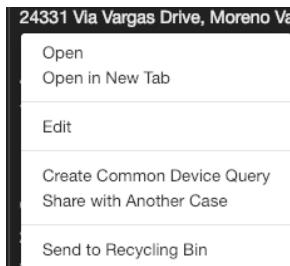 24331 Via Vargas Drive, Moreno Va
Open
Open in New Tab
Edit
Create Common Device Query
Share with Another Case
Send to Recycling Bin